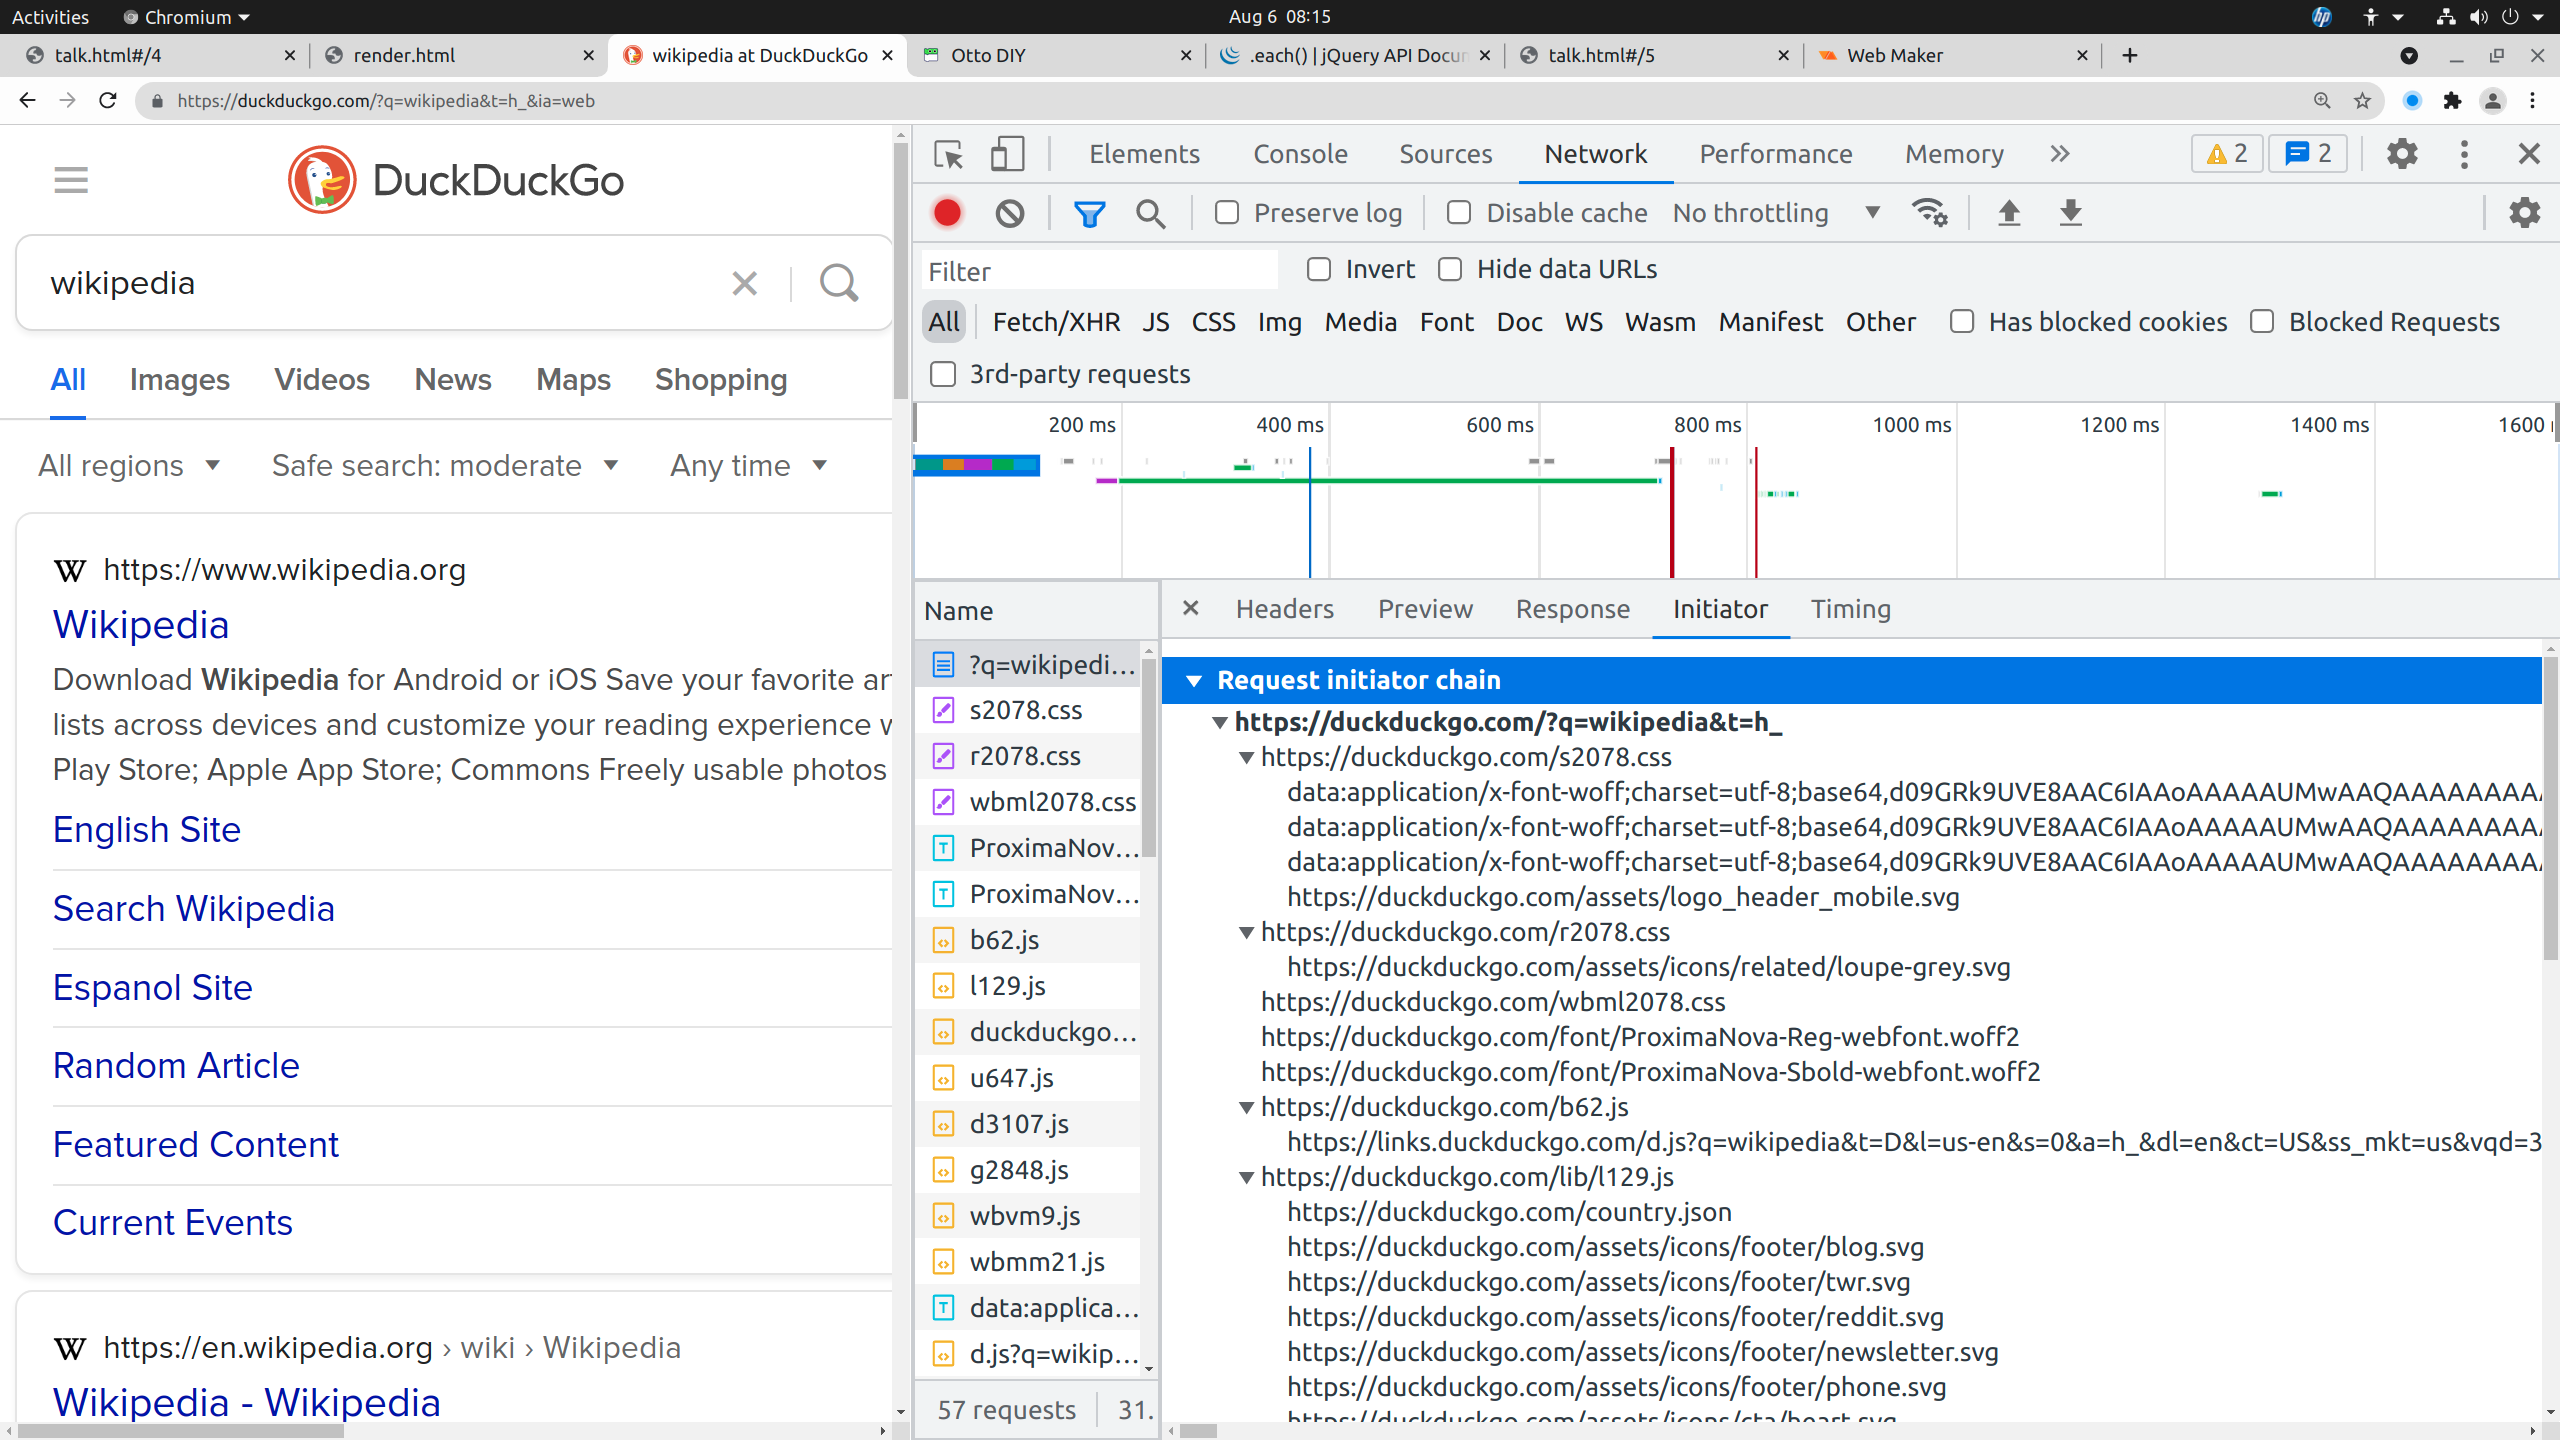 Activities
Chromium
Aug 6 08:15
talk.html#/4
render.html
wikipedia at DuckDuckGo
Otto DIY
.each() | jQuery API Docum
talk.html#/5
Web Maker
https://duckduckgo.com/?q=wikipedia&t=h_&ia=web
DuckDuckGo
wikipedia
All Images Videos News Maps Shopping
All regions Safe search: moderate Any time
https://www.wikipedia.org
Wikipedia
Download Wikipedia for Android or iOS Save your favorite
lists across devices and customize your reading experience
Play Store; Apple App Store; Commons Freely usable photos
English Site
Search Wikipedia
Espanol Site
Random Article
Featured Content
Current Events
https://en.wikipedia.org › wiki › Wikipedia
Wikipedia - Wikipedia
Elements Console Sources Network Performance Memory 2 2
Preserve log Disable cache No throttling
Filter Invert Hide data URLs
All Fetch/XHR JS CSS Img Media Font Doc WS Wasm Manifest Other Has blocked cookies Blocked Requests
3rd-party requests
200 ms 400 ms 600 ms 800 ms 1000 ms 1200 ms 1400 ms 1600
Name
?q=wikipedi…
s2078.css
r2078.css
wbml2078.css
ProximaNov…
ProximaNov…
b62.js
l129.js
duckduckgo…
u647.js
d3107.js
g2848.js
wbvm9.js
wbmm21.js
data:applica…
d.js?q=wikip…
57 requests 31.
Headers Preview Response Initiator Timing
Request initiator chain
https://duckduckgo.com/?q=wikipedia&t=h_
https://duckduckgo.com/s2078.css
data:application/x-font-woff;charset=utf-8;base64,d09GRk9UVE8AAC6IAAoAAAAAUMwAAQAAAAAAAA
data:application/x-font-woff;charset=utf-8;base64,d09GRk9UVE8AAC6IAAoAAAAAUMwAAQAAAAAAAA
data:application/x-font-woff;charset=utf-8;base64,d09GRk9UVE8AAC6IAAoAAAAAUMwAAQAAAAAAAA
https://duckduckgo.com/assets/logo_header_mobile.svg
https://duckduckgo.com/r2078.css
https://duckduckgo.com/assets/icons/related/loupe-grey.svg
https://duckduckgo.com/wbml2078.css
https://duckduckgo.com/font/ProximaNova-Reg-webfont.woff2
https://duckduckgo.com/font/ProximaNova-Sbold-webfont.woff2
https://duckduckgo.com/b62.js
https://links.duckduckgo.com/d.js?q=wikipedia&t=D&l=us-en&s=0&a=h_&dl=en&ct=US&ss_mkt=us&vqd=3
https://duckduckgo.com/lib/l129.js
https://duckduckgo.com/country.json
https://duckduckgo.com/assets/icons/footer/blog.svg
https://duckduckgo.com/assets/icons/footer/twr.svg
https://duckduckgo.com/assets/icons/footer/reddit.svg
https://duckduckgo.com/assets/icons/footer/newsletter.svg
https://duckduckgo.com/assets/icons/footer/phone.svg
https://duckduckgo.com/assets/icons/cta/heart.svg